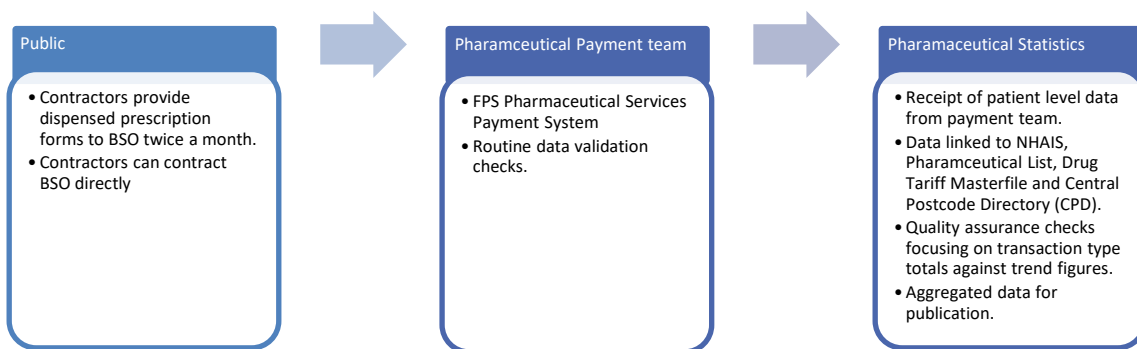 Public
• Contractors provide
dispensed prescription
forms to BSO twice a month.
• Contractors can contract
BSO directly
Pharamceutical Payment team
• FPS Pharmaceutical Services
Payment System
• Routine data validation
checks.
Pharamaceutical Statistics
• Receipt of patient level data
from payment team.
• Data linked to NHAIS,
Pharamceutical List, Drug
Tariff Masterfile and Central
Postcode Directory (CPD).
• Quality assurance checks
focusing on transaction type
totals against trend figures.
• Aggregated data for
publication.